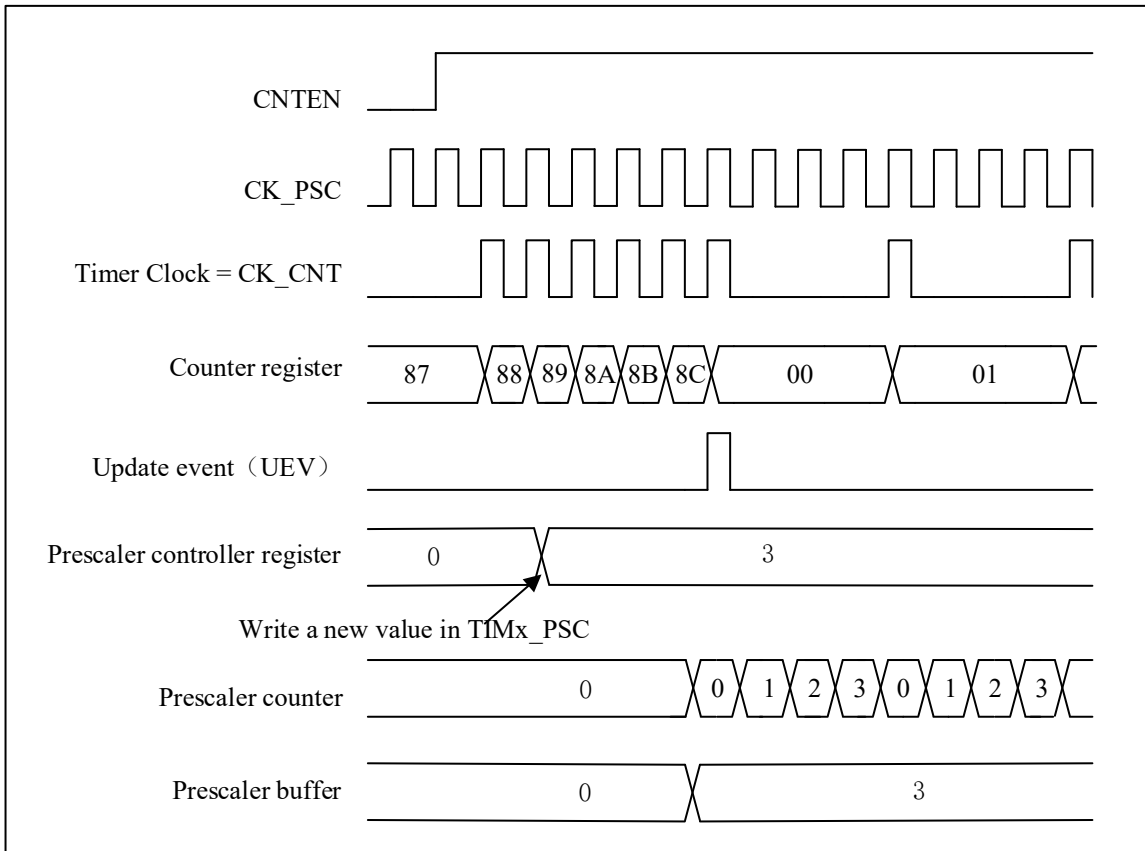 CNTEN
CK_PSC
Timer Clock = CK_CNT
Counter register
87 88 89 8A 8B 8C 00 01
Update event（UEV）
Prescaler controller register
0 3
Write a new value in TIMx_PSC
Prescaler counter
0 0 1 2 3 0 1 2 3
Prescaler buffer
0 3